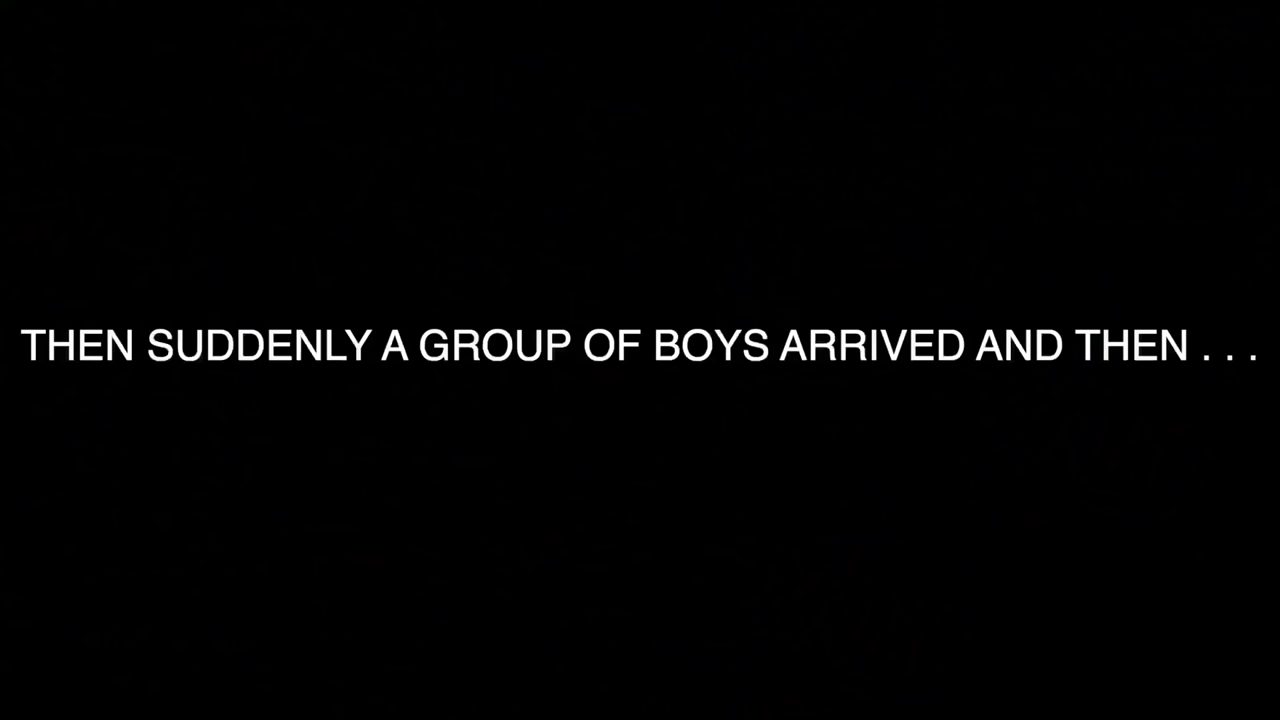 THEN SUDDENLY A GROUP OF BOYS ARRIVED AND THEN . . .